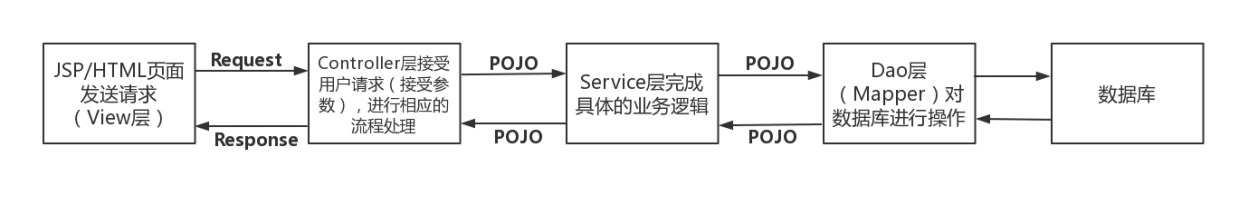 JSP/HTML页面
发送请求
（View层）
Request
Response
Controller层接受
用户请求（接受参
数），进行相应的
流程处理
POJO
POJO
Service层完成
具体的业务逻辑
POJO
POJO
Dao层
（Mapper）对
数据库进行操作
数据库